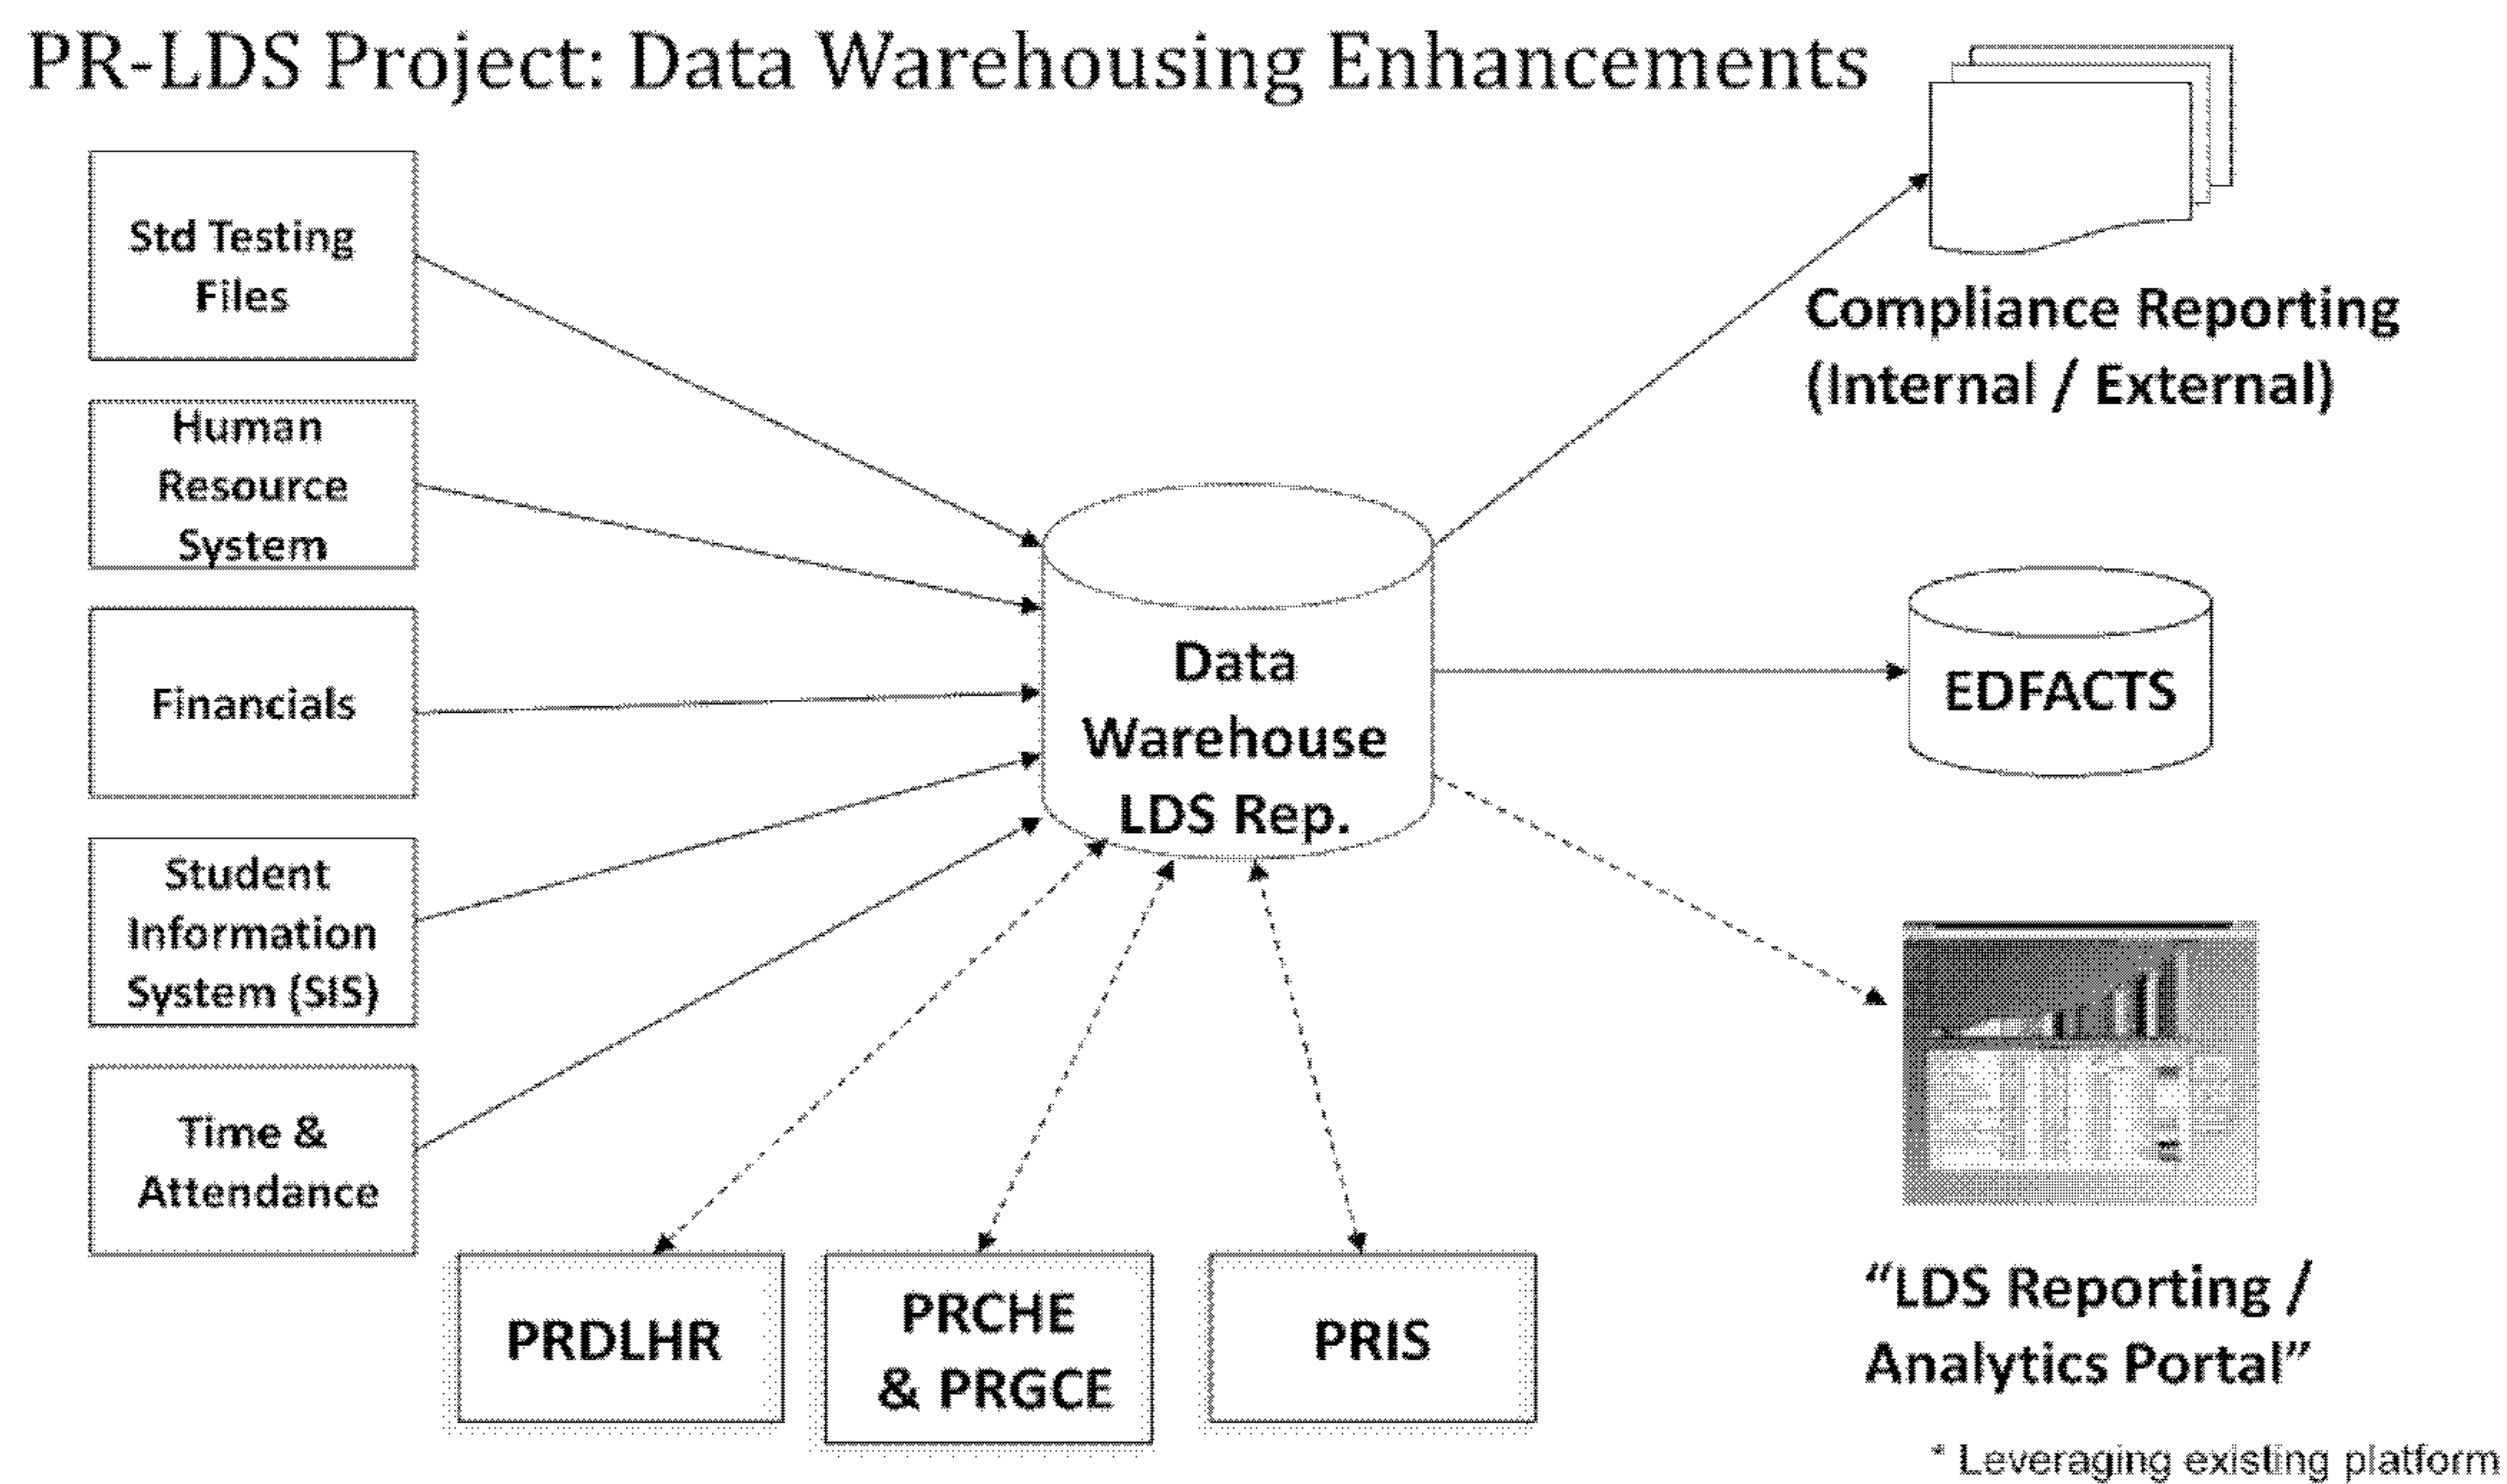 PR-LDS Project: Data Warehousing Enhancements
Std Testing
Files
Human
Resource
System
Financials
Student
Information
System (SIS)
Time &
Attendance
Data
Warehouse
LDS Rep.
PRDLHR
PRCHE
& PRGCE
PRIS
Compliance Reporting
(Internal / External)
EDFACTS
“LDS Reporting /
Analytics Portal”
* Leveraging existing platform